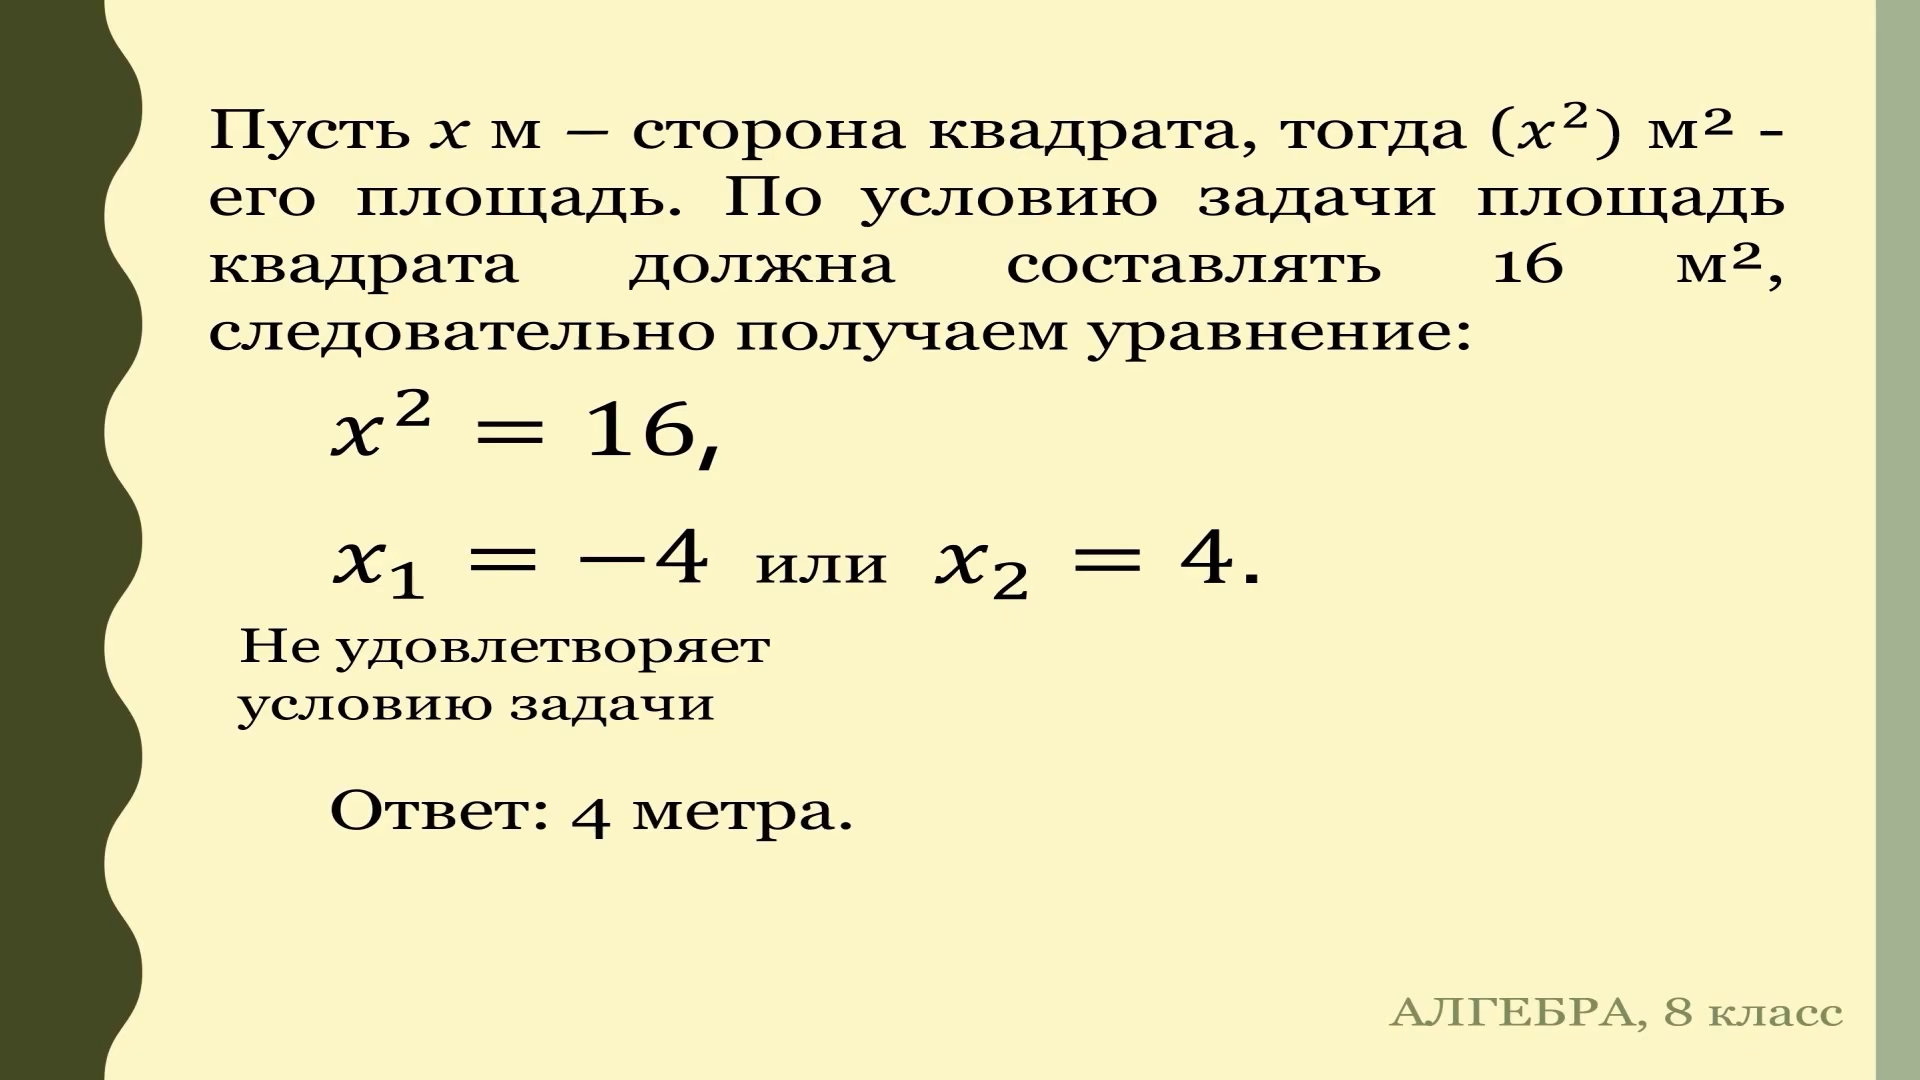 Пусть x м – сторона квадрата, тогда (x²) м² -
его площадь. По условию задачи площадь
квадрата должна составлять 16 м²,
следовательно получаем уравнение:
x² = 16,
x₁ = −4 или x₂ = 4.
Не удовлетворяет
условию задачи
Ответ: 4 метра.
АЛГЕБРА, 8 класс